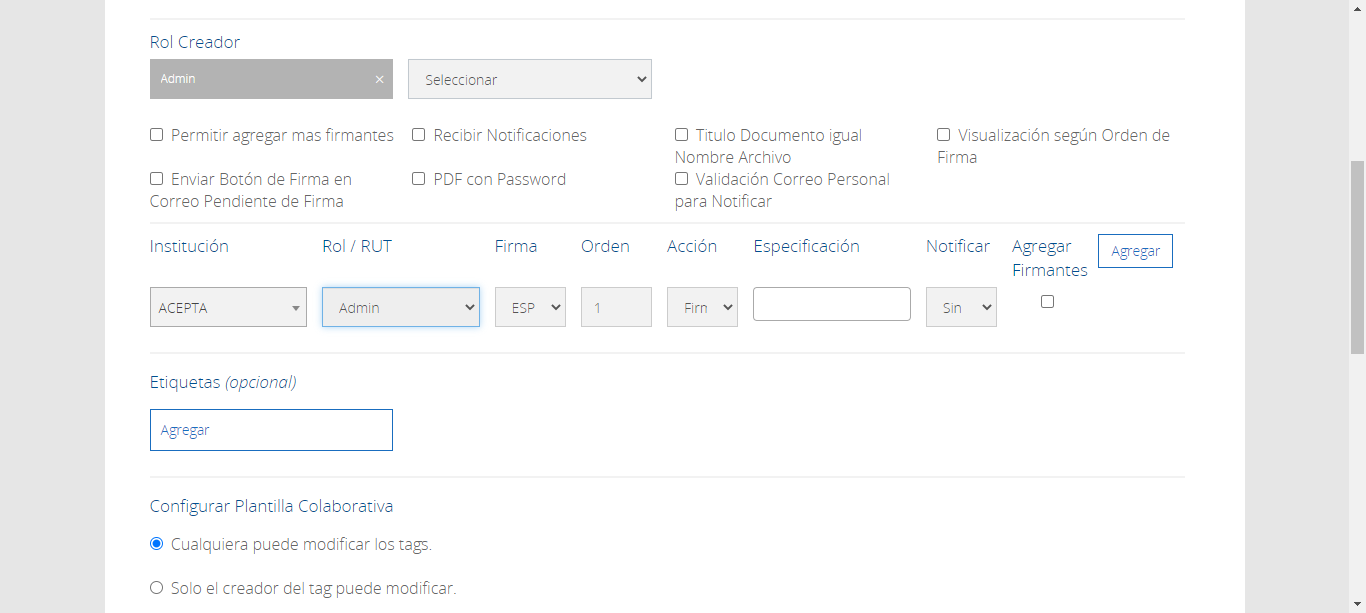 Rol Creador
Admin ×
Seleccionar
Permitir agregar mas firmantes
Recibir Notificaciones
Titulo Documento igual
Nombre Archivo
Visualización según Orden de
Firma
Enviar Botón de Firma en
Correo Pendiente de Firma
PDF con Password
Validación Correo Personal
para Notificar
Institución
Rol / RUT
Firma
Orden
Acción
Especificación
Notificar
Agregar
Firmantes
Agregar
ACEPTA
Admin
ESP
1
Firn
Sin
Etiquetas (opcional)
Agregar
Configurar Plantilla Colaborativa
Cualquiera puede modificar los tags.
Solo el creador del tag puede modificar.